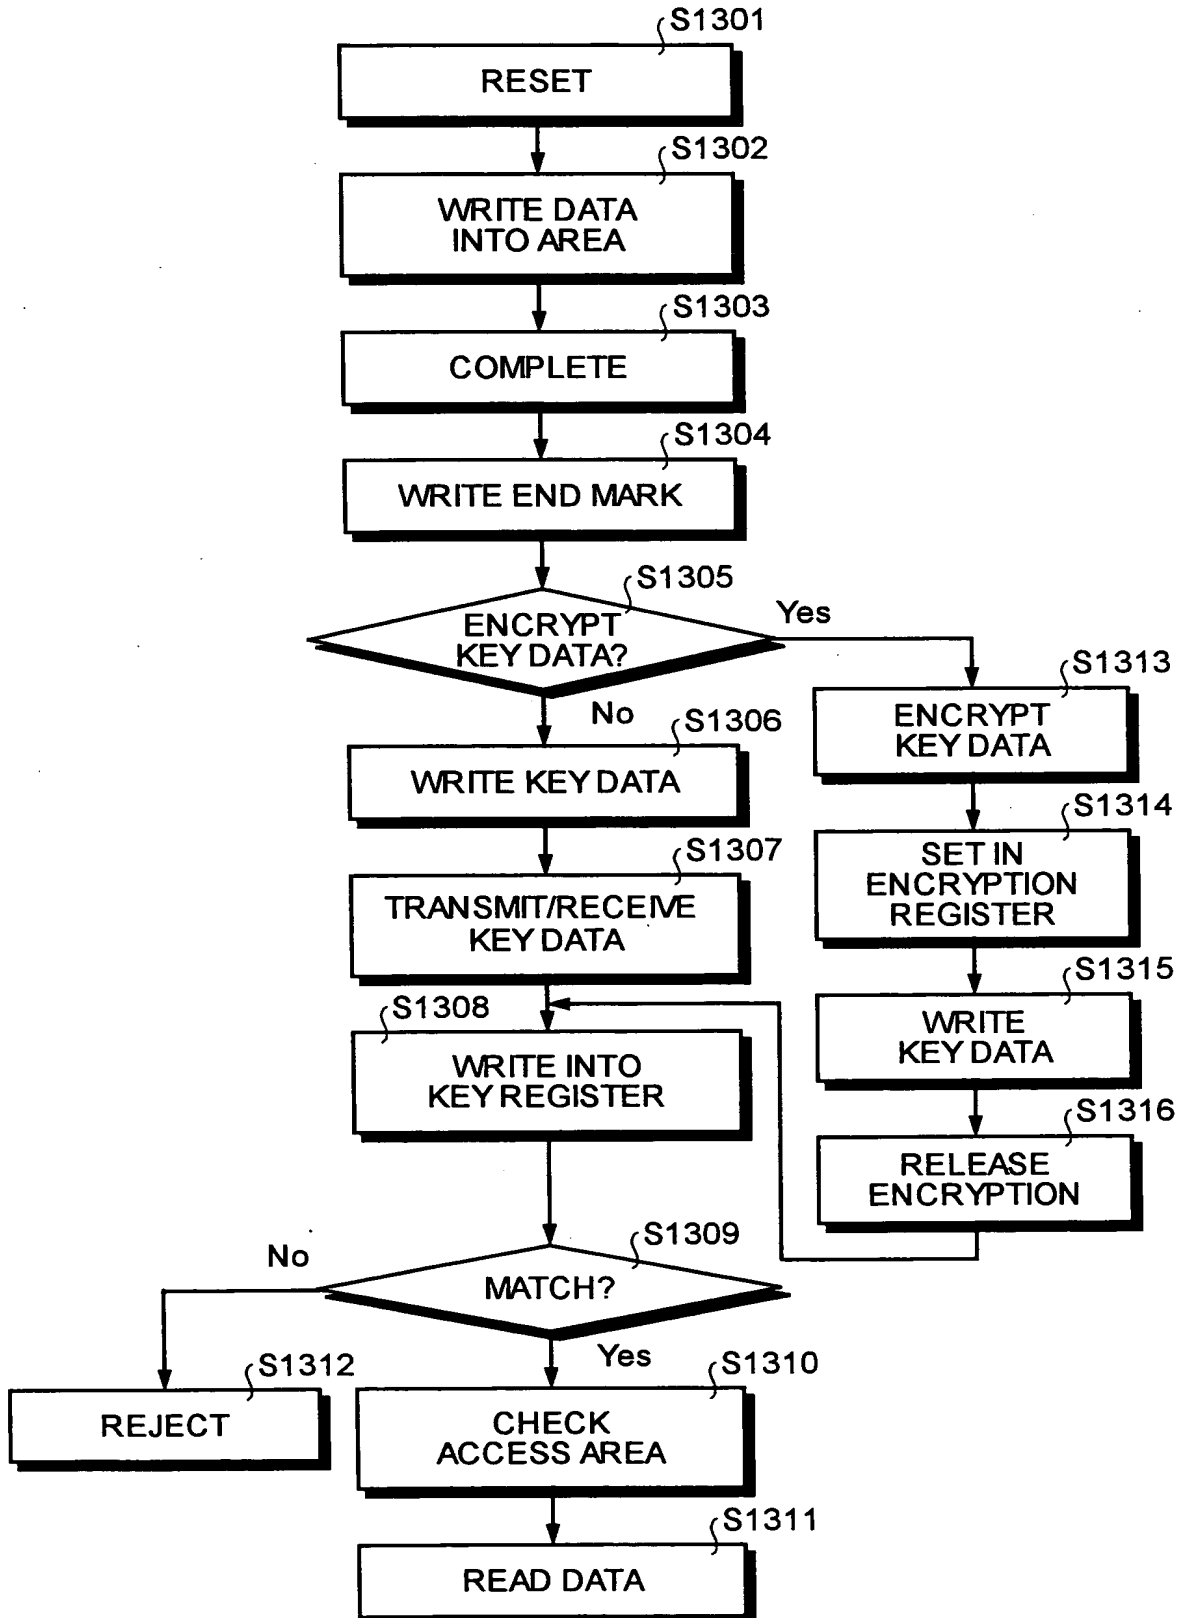 S1301
RESET
S1302
WRITE DATA
INTO AREA
S1303
COMPLETE
S1304
WRITE END MARK
S1305
ENCRYPT
KEY DATA?
Yes
No
S1313
ENCRYPT
KEY DATA
S1306
WRITE KEY DATA
S1314
SET IN
ENCRYPTION
REGISTER
S1307
TRANSMIT/RECEIVE
KEY DATA
S1315
WRITE
KEY DATA
S1308
WRITE INTO
KEY REGISTER
S1316
RELEASE
ENCRYPTION
S1309
MATCH?
No
Yes
S1312
REJECT
S1310
CHECK
ACCESS AREA
S1311
READ DATA